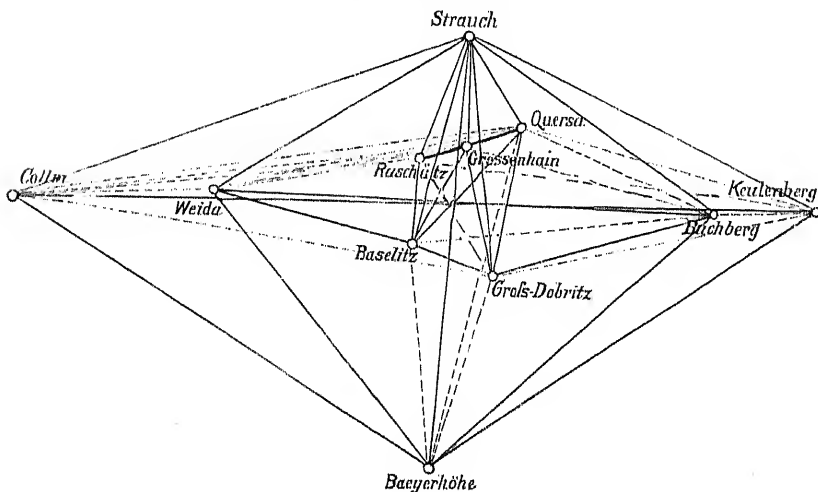 Strauch
Quersa.
Grossenhain
Raschütz
Collm
Keulenberg
Weida
Buchberg
Baselitz
Groß-Dobritz
Baeyerhöhe